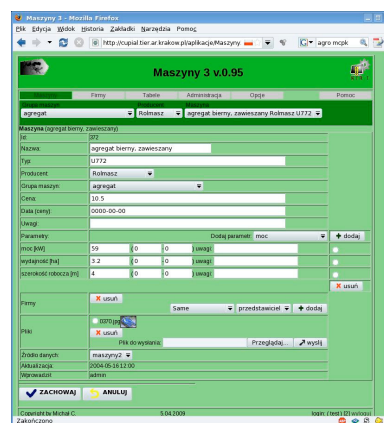 Maszyny 3 - Mozilla Firefox
Plik Edycja Widok Historia Zakładki Narzędzia Pomoc
http://cupial.tier.ar.krakow.pl/aplikacje/Maszyny agro mcpk
Maszyny 3 v.0.95
Firmy Tabele Administracja Opcje Pomoc
Grupa maszyn Producent Maszyna
agregat Rolmasz agregat bierny, zawieszany Rolmasz U772
Maszyna (agregat bierny, zawieszany)
Id: 372
Nazwa: agregat bierny, zawieszany
Typ: U772
Producent: Rolmasz
Grupa maszyn: agregat
Cena: 10.5
Data (ceny): 0000-00-00
Uwagi:
Parametry: Dodaj parametr: moc dodaj
moc [kW] 59 ( 0 - 0 ) uwagi:
wydajność [ha] 3.2 ( 0 - 0 ) uwagi:
szerokość robocza [m] 4 ( 0 - 0 ) uwagi:
usuń
Firmy usuń
Same przedstawiciel dodaj
Pliki 0370.jpg
usuń
Plik do wysłania: Przeglądaj... wyślij
Źródło danych: maszyny2
Aktualizacja: 2004-05-16 12:00
Wprowadził: admin
ZACHOWAJ ANULUJ
Copyright by Michał C. 5.04.2009 login: (test) [2] wyloguj
Zakończono